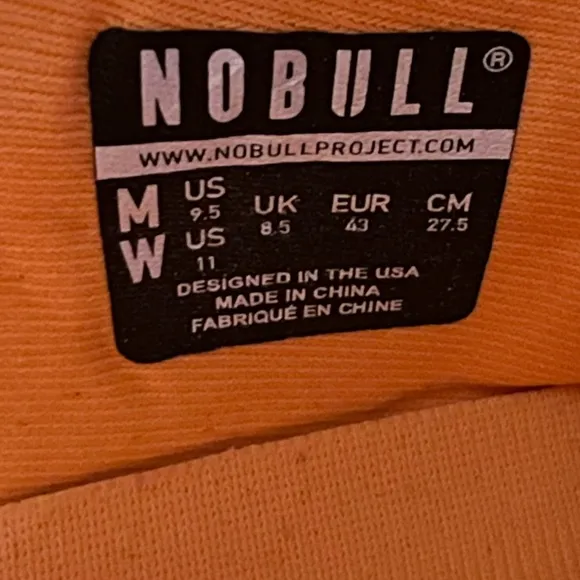 NOBULL®
WWW.NOBULLPROJECT.COM
M US UK EUR CM
9.5 8.5 43 27.5
W US
11
DESIGNED IN THE USA
MADE IN CHINA
FABRIQUÉ EN CHINE